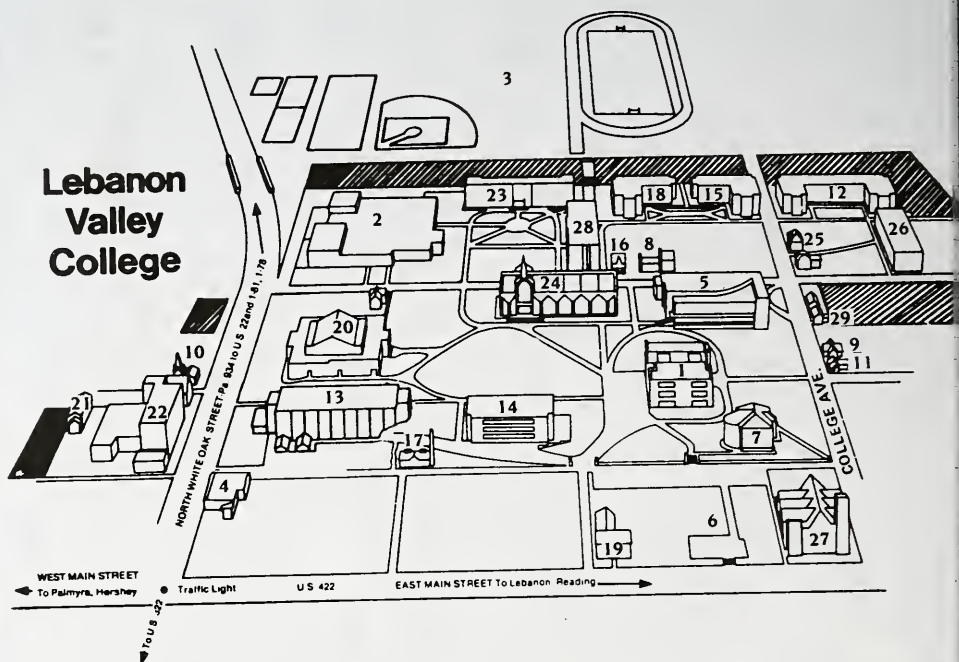 Lebanon
Valley
College
3
23
18
15
12
2
28
26
16
8
25
24
5
29
20
10
9
11
1
21
22
13
14
7
17
4
6
19
27
NORTH WHITE OAK STREET, Pa 934 to U S 22 and I-81, I-78
COLLEGE AVE.
WEST MAIN STREET
To Palmyra, Hershey
Traffic Light
U S 422
EAST MAIN STREET To Lebanon Reading
To U S 322